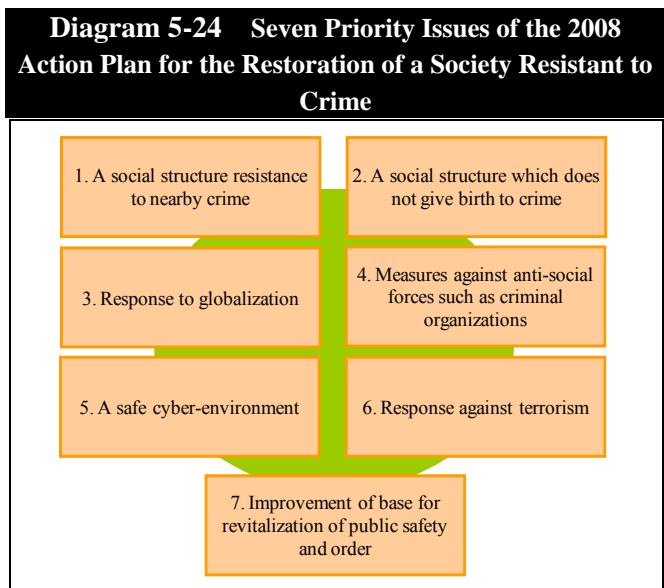 Diagram 5-24 Seven Priority Issues of the 2008
Action Plan for the Restoration of a Society Resistant to
Crime
1. A social structure resistance
to nearby crime
2. A social structure which does
not give birth to crime
3. Response to globalization
4. Measures against anti-social
forces such as criminal
organizations
5. A safe cyber-environment
6. Response against terrorism
7. Improvement of base for
revitalization of public safety
and order